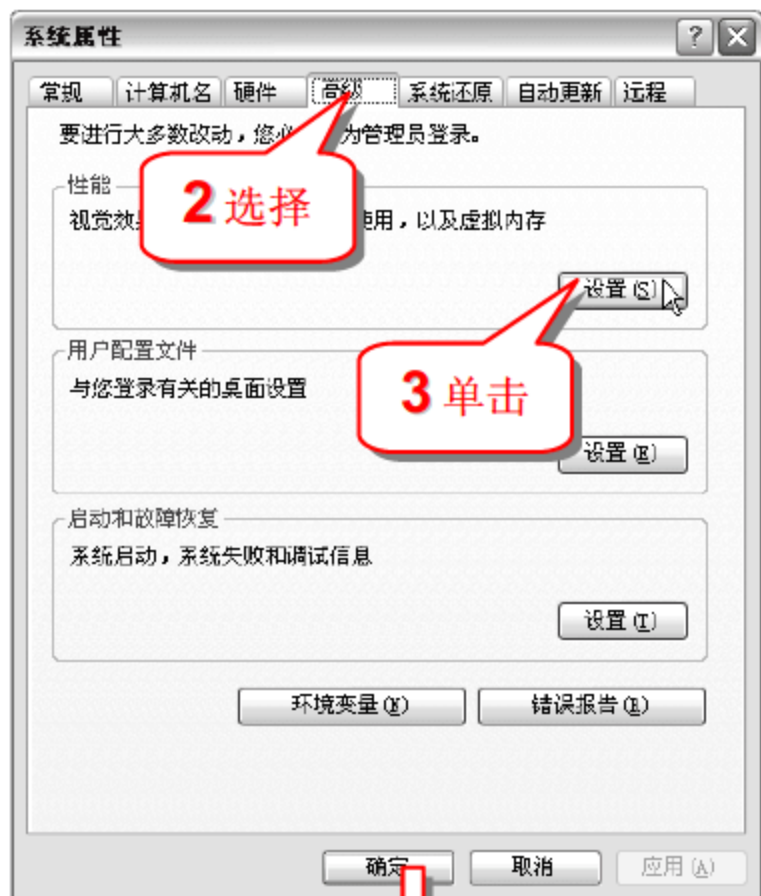 系统属性
常规 计算机名 硬件 高级 系统还原 自动更新 远程
要进行大多数改动，您必 为管理员登录。
性能
2 选择
视觉效 使用，以及虚拟内存
设置(S)
用户配置文件
与您登录有关的桌面设置
3 单击
设置(E)
启动和故障恢复
系统启动，系统失败和调试信息
设置(T)
环境变量(N) 错误报告(R)
确定 取消 应用(A)